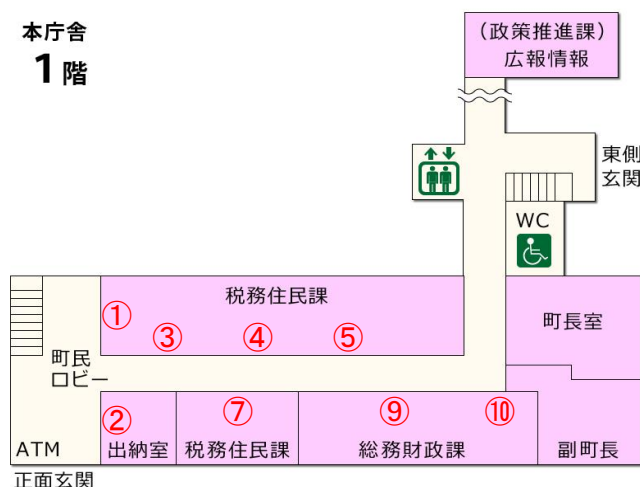 本庁舎
1階
（政策推進課）
広報情報
東側
玄関
WC
税務住民課
① ③ ④ ⑤
町長室
町民
ロビー
② ⑦ ⑨ ⑩
ATM
出納室
税務住民課
総務財政課
副町長
正面玄関